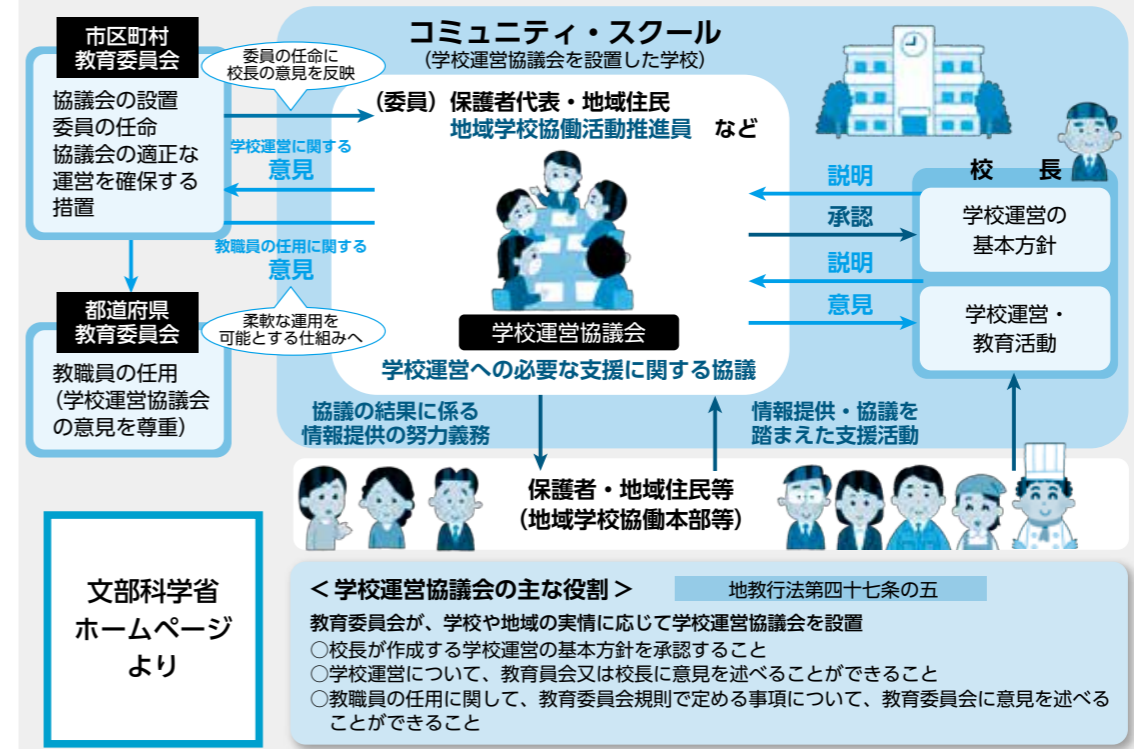 コミュニティ・スクール
(学校運営協議会を設置した学校)
市区町村
教育委員会
協議会の設置
委員の任命
協議会の適正な
運営を確保する
措置
委員の任命に
校長の意見を反映
学校運営に関する
意見
教職員の任用に関する
意見
柔軟な運用を
可能とする仕組みへ
都道府県
教育委員会
教職員の任用
(学校運営協議会
の意見を尊重)
(委員)保護者代表・地域住民
地域学校協働活動推進員 など
学校運営協議会
学校運営への必要な支援に関する協議
説明
承認
説明
意見
校 長
学校運営の
基本方針
学校運営・
教育活動
協議の結果に係る
情報提供の努力義務
情報提供・協議を
踏まえた支援活動
保護者・地域住民等
(地域学校協働本部等)
文部科学省
ホームページ
より
<学校運営協議会の主な役割> 地教行法第四十七条の五
教育委員会が、学校や地域の実情に応じて学校運営協議会を設置
○校長が作成する学校運営の基本方針を承認すること
○学校運営について、教育員会又は校長に意見を述べることができること
○教職員の任用に関して、教育委員会規則で定める事項について、教育委員会に意見を述べる
ことができること